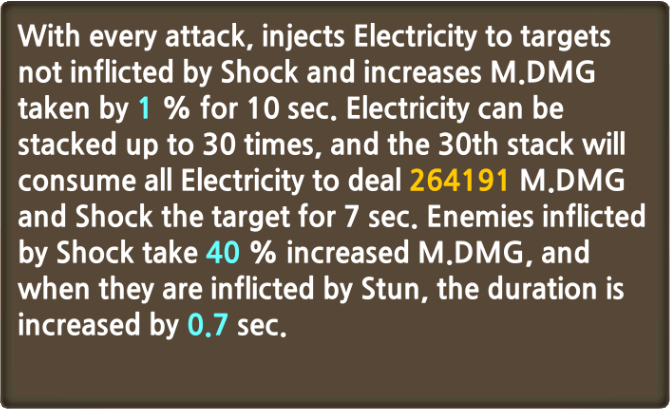 With every attack, injects Electricity to targets
not inflicted by Shock and increases M.DMG
taken by 1 % for 10 sec. Electricity can be
stacked up to 30 times, and the 30th stack will
consume all Electricity to deal 264191 M.DMG
and Shock the target for 7 sec. Enemies inflicted
by Shock take 40 % increased M.DMG, and
when they are inflicted by Stun, the duration is
increased by 0.7 sec.